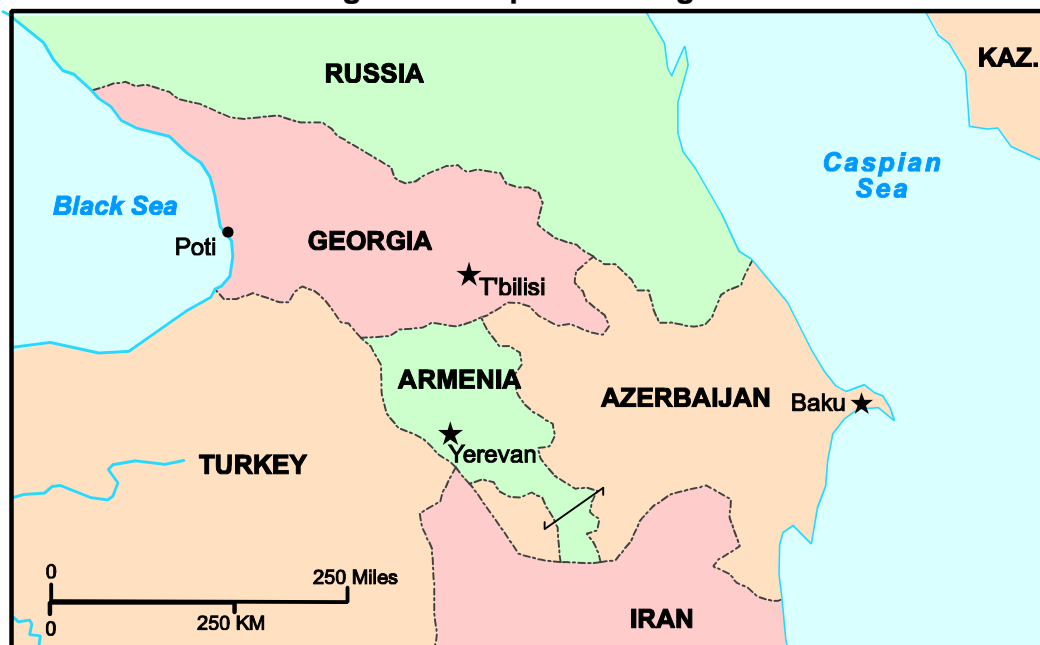 RUSSIA
KAZ.
Caspian
Sea
Black Sea
Poti
GEORGIA
T'bilisi
ARMENIA
AZERBAIJAN
Baku
Yerevan
TURKEY
0
250 Miles
0
250 KM
IRAN